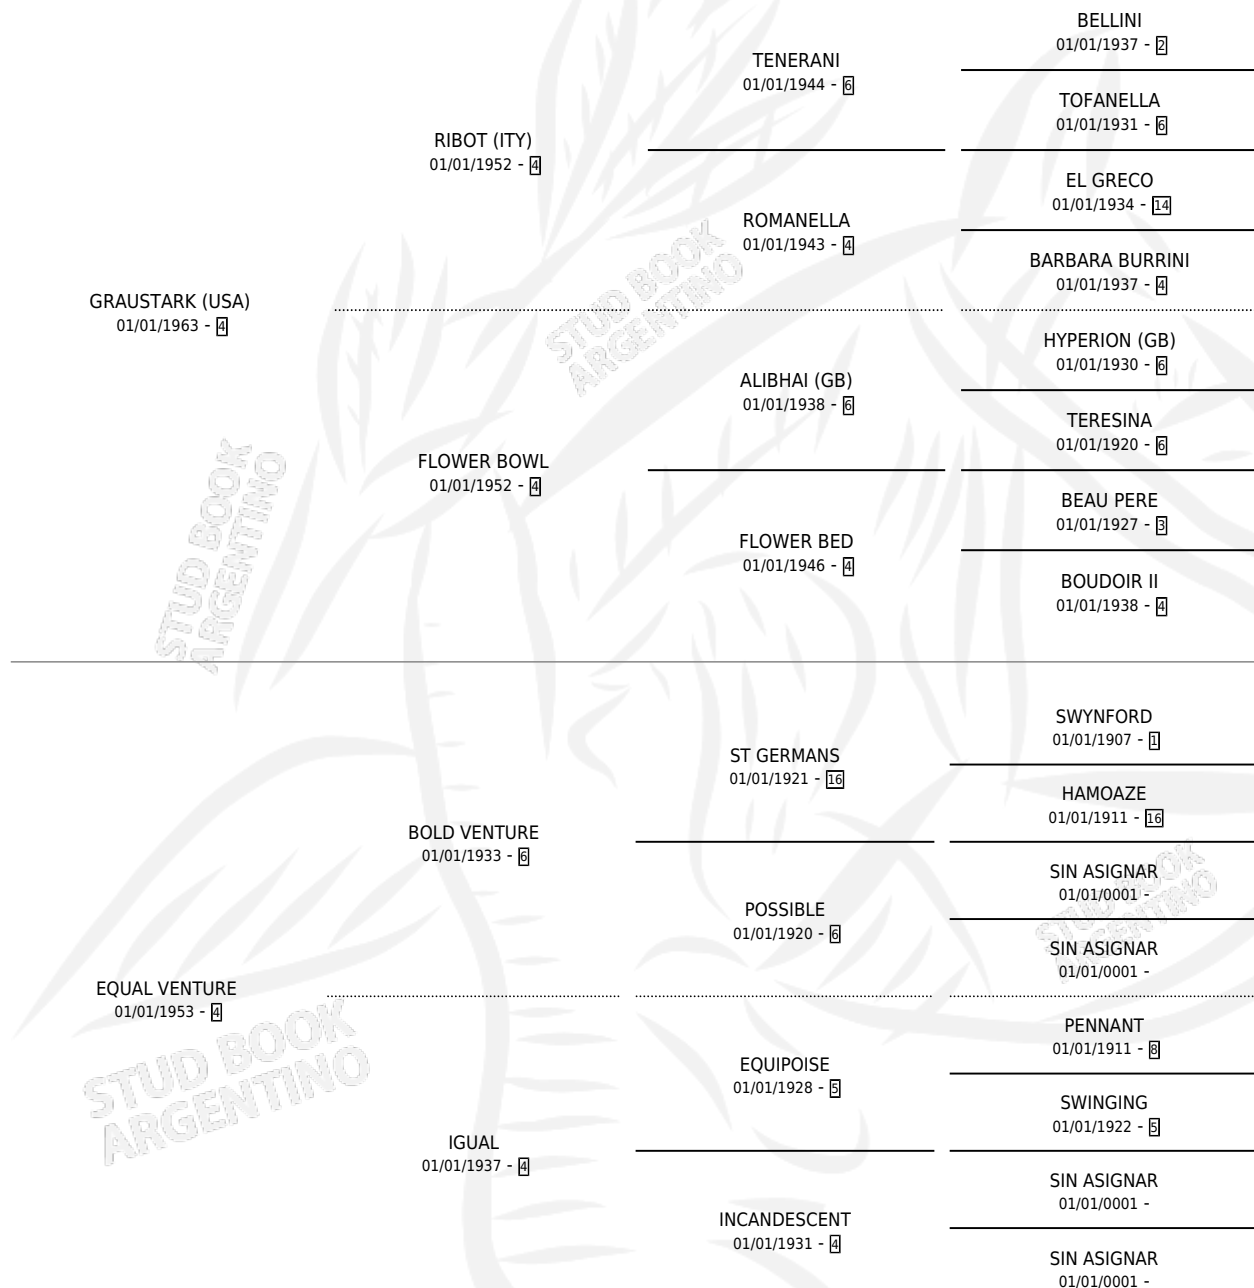 BELLINI
01/01/1937 - 2
TENERANI
01/01/1944 - 6
TOFANELLA
01/01/1931 - 6
RIBOT (ITY)
01/01/1952 - 4
EL GRECO
01/01/1934 - 14
ROMANELLA
01/01/1943 - 4
BARBARA BURRINI
01/01/1937 - 4
GRAUSTARK (USA)
01/01/1963 - 4
HYPERION (GB)
01/01/1930 - 6
ALIBHAI (GB)
01/01/1938 - 6
TERESINA
01/01/1920 - 6
FLOWER BOWL
01/01/1952 - 4
BEAU PERE
01/01/1927 - 3
FLOWER BED
01/01/1946 - 4
BOUDOIR II
01/01/1938 - 4
SWYNFORD
01/01/1907 - 1
ST GERMANS
01/01/1921 - 16
HAMOAZE
01/01/1911 - 16
BOLD VENTURE
01/01/1933 - 6
SIN ASIGNAR
01/01/0001 -
POSSIBLE
01/01/1920 - 6
SIN ASIGNAR
01/01/0001 -
EQUAL VENTURE
01/01/1953 - 4
PENNANT
01/01/1911 - 8
EQUIPOISE
01/01/1928 - 5
SWINGING
01/01/1922 - 5
IGUAL
01/01/1937 - 4
SIN ASIGNAR
01/01/0001 -
INCANDESCENT
01/01/1931 - 4
SIN ASIGNAR
01/01/0001 -
STUD BOOK
ARGENTINO
STUD BOOK
ARGENTINO
STUD BOOK
ARGENTINO
STUD BOOK
ARGENTINO